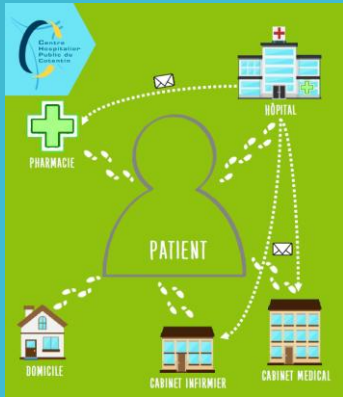 Centre
Hospitalier
Public du
Cotentin
HÔPITAL
PHARMACIE
PATIENT
DOMICILE
CABINET INFIRMIER
CABINET MEDICAL